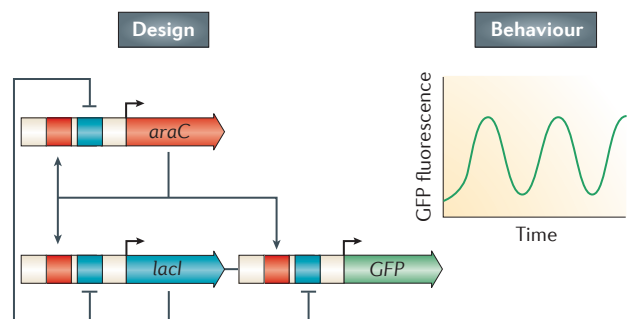 Design
Behaviour
araC
lacI
GFP
GFP fluorescence
Time